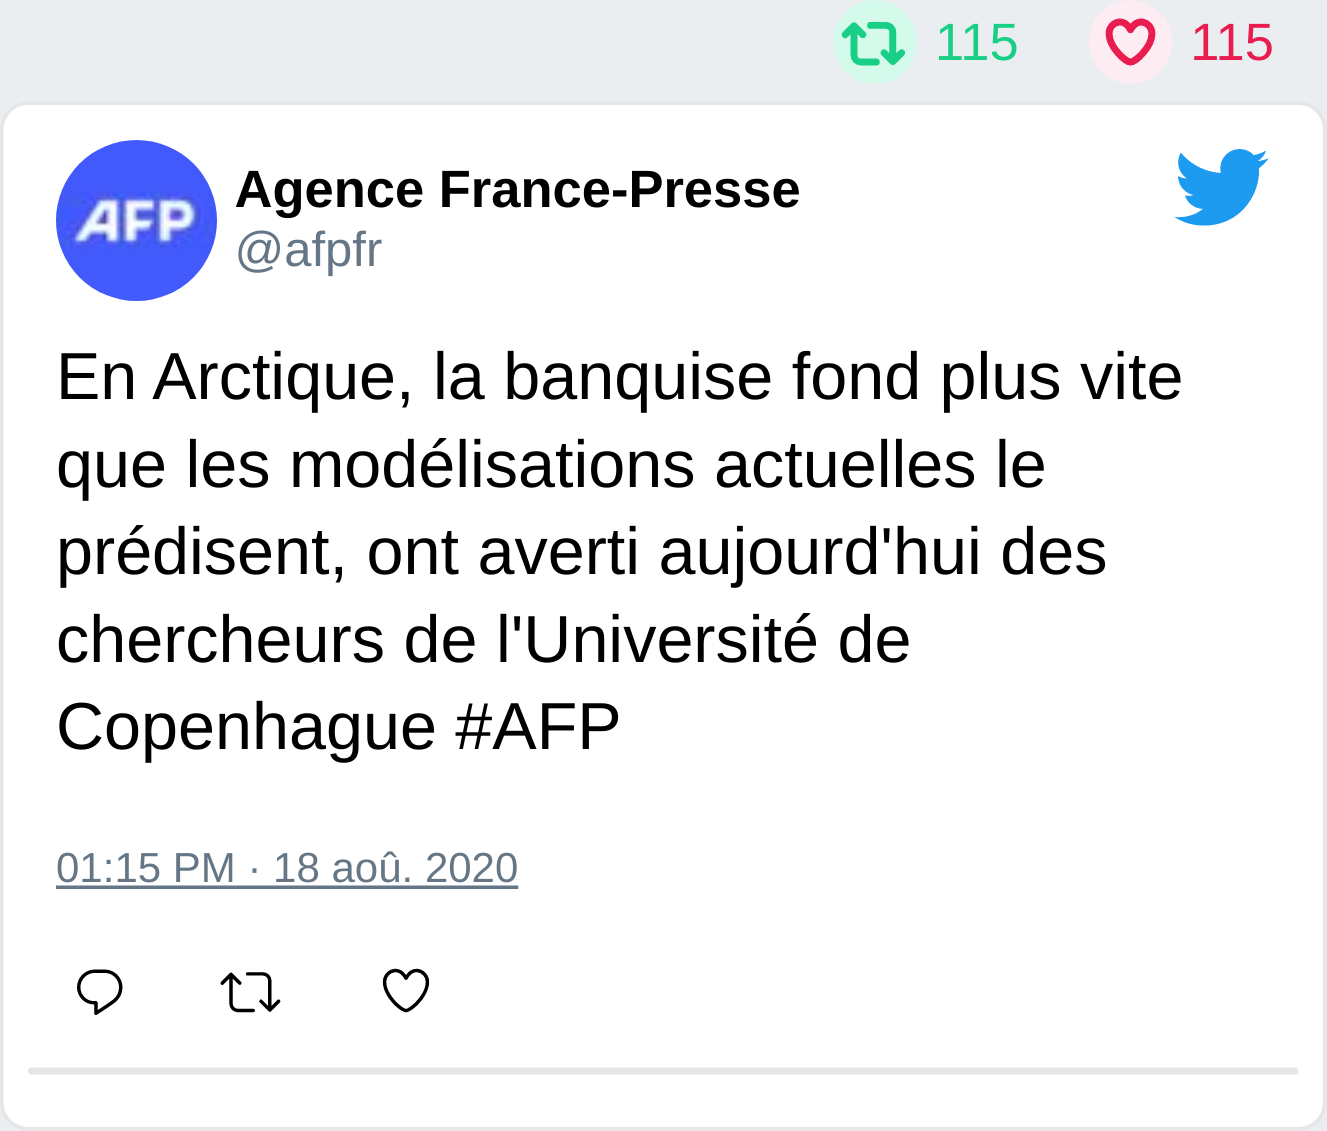 115 115
AFP
Agence France-Presse
@afpfr
En Arctique, la banquise fond plus vite
que les modélisations actuelles le
prédisent, ont averti aujourd'hui des
chercheurs de l'Université de
Copenhague #AFP
01:15 PM · 18 aoû. 2020